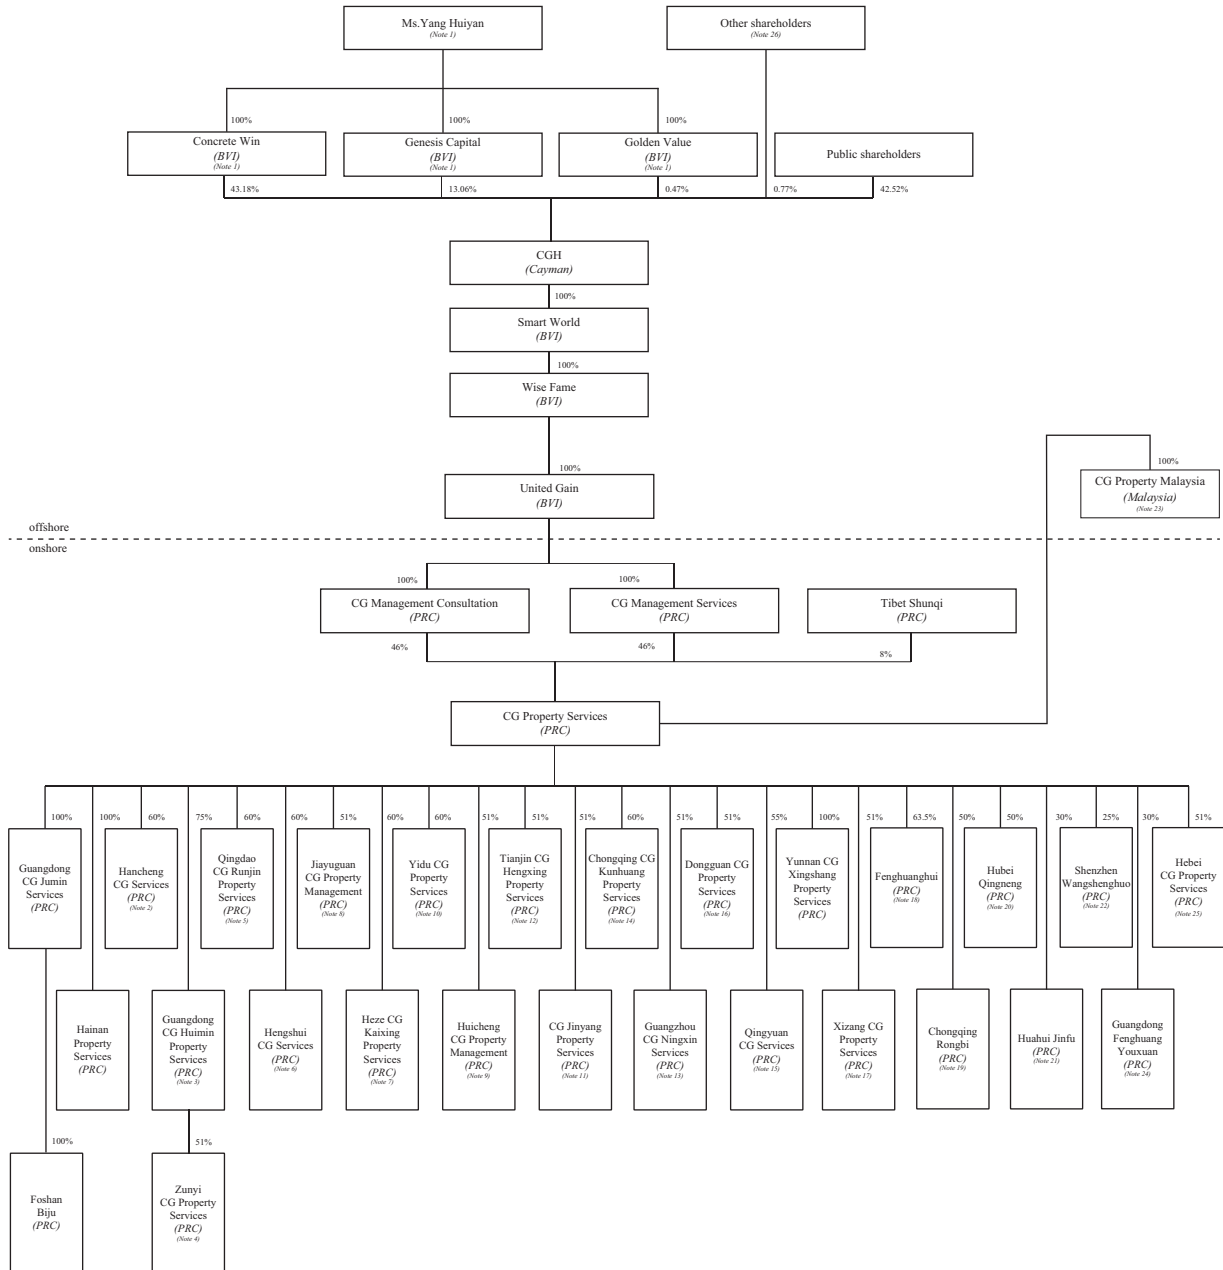 Ms.Yang Huiyan
(Note 1)
Other shareholders
(Note 26)
100%
100%
100%
Concrete Win
(BVI)
(Note 1)
Genesis Capital
(BVI)
(Note 1)
Golden Value
(BVI)
(Note 1)
Public shareholders
43.18%
13.06%
0.47%
0.77%
42.52%
CGH
(Cayman)
100%
Smart World
(BVI)
100%
Wise Fame
(BVI)
100%
United Gain
(BVI)
100%
CG Property Malaysia
(Malaysia)
(Note 23)
offshore
onshore
100%
100%
CG Management Consultation
(PRC)
CG Management Services
(PRC)
Tibet Shunqi
(PRC)
46%
46%
8%
CG Property Services
(PRC)
100%
100%
60%
75%
60%
60%
51%
60%
60%
51%
51%
51%
60%
51%
51%
55%
100%
51%
63.5%
50%
50%
30%
25%
30%
51%
Guangdong
CG Jumin
Services
(PRC)
Hancheng
CG Services
(PRC)
(Note 2)
Qingdao
CG Runjin
Property
Services
(PRC)
(Note 5)
Jiayuguan
CG Property
Management
(PRC)
(Note 8)
Yidu CG
Property
Services
(PRC)
(Note 10)
Tianjin CG
Hengxing
Property
Services
(PRC)
(Note 12)
Chongqing CG
Kunhuang
Property
Services
(PRC)
(Note 14)
Dongguan CG
Property
Services
(PRC)
(Note 16)
Yunnan CG
Xingshang
Property
Services
(PRC)
Fenghuanghui
(PRC)
(Note 18)
Hubei
Qingneng
(PRC)
(Note 20)
Shenzhen
Wangshenghuo
(PRC)
(Note 22)
Hebei
CG Property
Services
(PRC)
(Note 25)
Hainan
Property
Services
(PRC)
Guangdong
CG Huimin
Property
Services
(PRC)
(Note 3)
Hengshui
CG Services
(PRC)
(Note 6)
Heze CG
Kaixing
Property
Services
(PRC)
(Note 7)
Huicheng
CG Property
Management
(PRC)
(Note 9)
CG Jinyang
Property
Services
(PRC)
(Note 11)
Guangzhou
CG Ningxin
Services
(PRC)
(Note 13)
Qingyuan
CG Services
(PRC)
(Note 15)
Xizang CG
Property
Services
(PRC)
(Note 17)
Chongqing
Rongbi
(PRC)
(Note 19)
Huahui Jinfu
(PRC)
(Note 21)
Guangdong
Fenghuang
Youxuan
(PRC)
(Note 24)
100%
51%
Foshan
Biju
(PRC)
Zunyi
CG Property
Services
(PRC)
(Note 4)